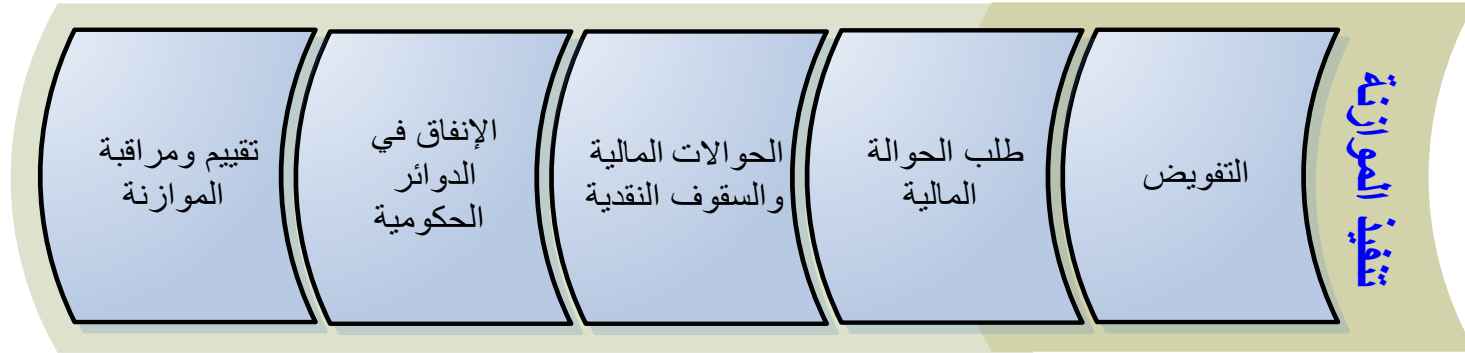 تنفيذ الموازنة
التفويض
طلب الحوالة
المالية
الحوالات المالية
والسقوف النقدية
الإنفاق في
الدوائر
الحكومية
تقييم ومراقبة
الموازنة